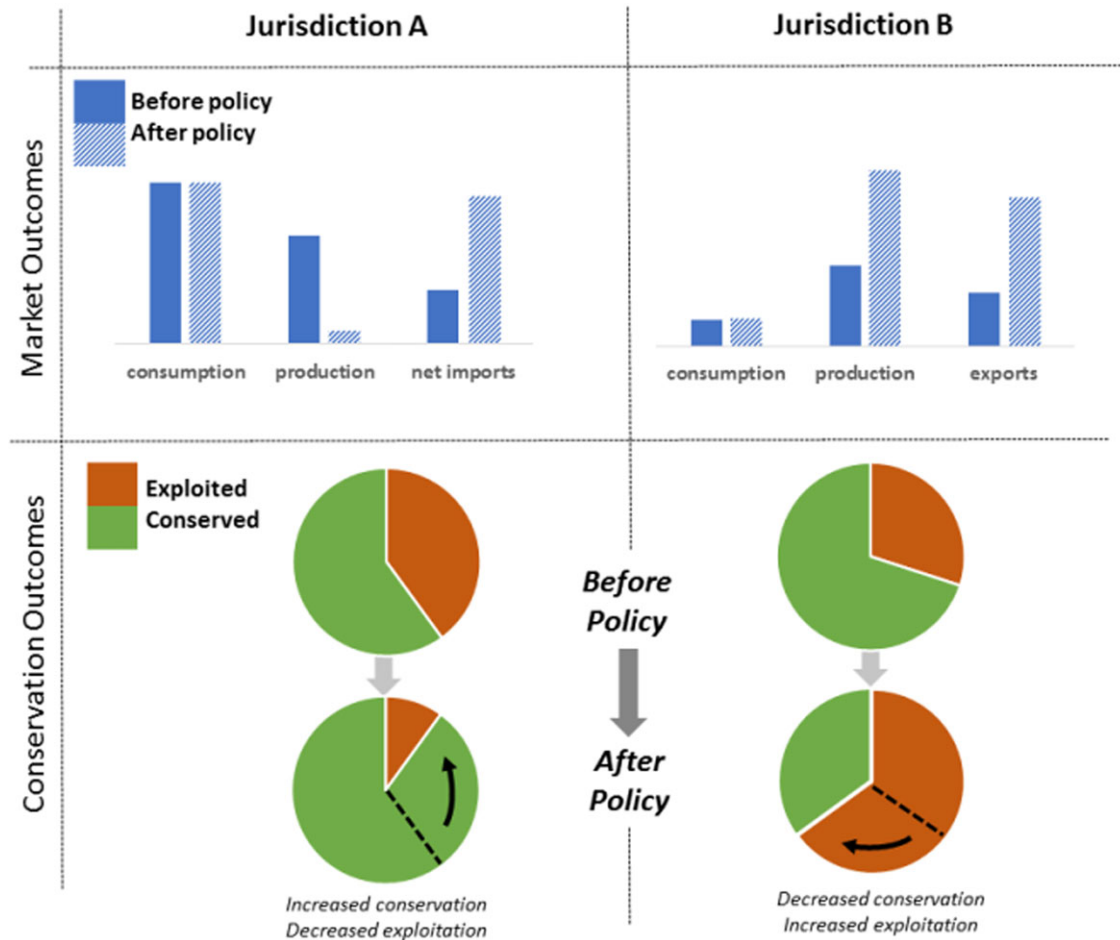 Jurisdiction A
Jurisdiction B
Market Outcomes
Before policy
After policy
consumption
production
net imports
consumption
production
exports
Conservation Outcomes
Exploited
Conserved
Before
Policy
After
Policy
Increased conservation
Decreased exploitation
Decreased conservation
Increased exploitation